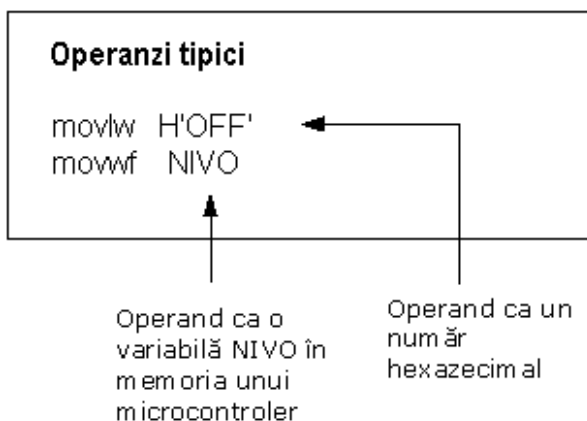 Operanzi tipici
movlw H'OFF'
movwf NIVO
Operand ca o
variabilă NIVO în
memoria unui
microcontroler
Operand ca un
număr
hexazecimal